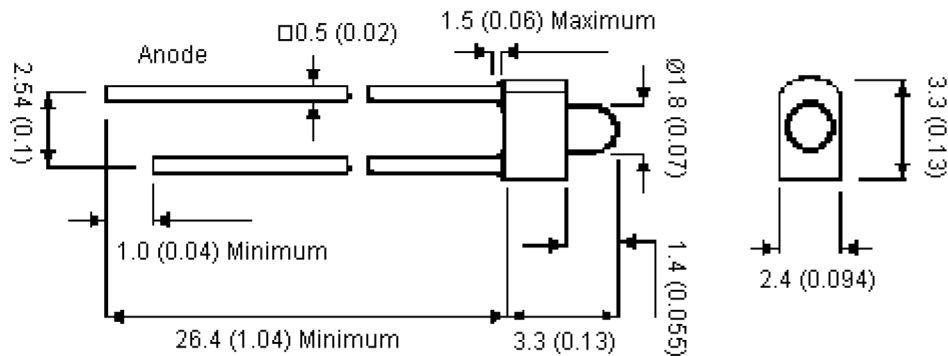 1.5 (0.06) Maximum
□0.5 (0.02)
Anode
2.54 (0.1)
Ø1.8 (0.07)
3.3 (0.13)
1.0 (0.04) Minimum
1.4 (0.055)
2.4 (0.094)
26.4 (1.04) Minimum
3.3 (0.13)